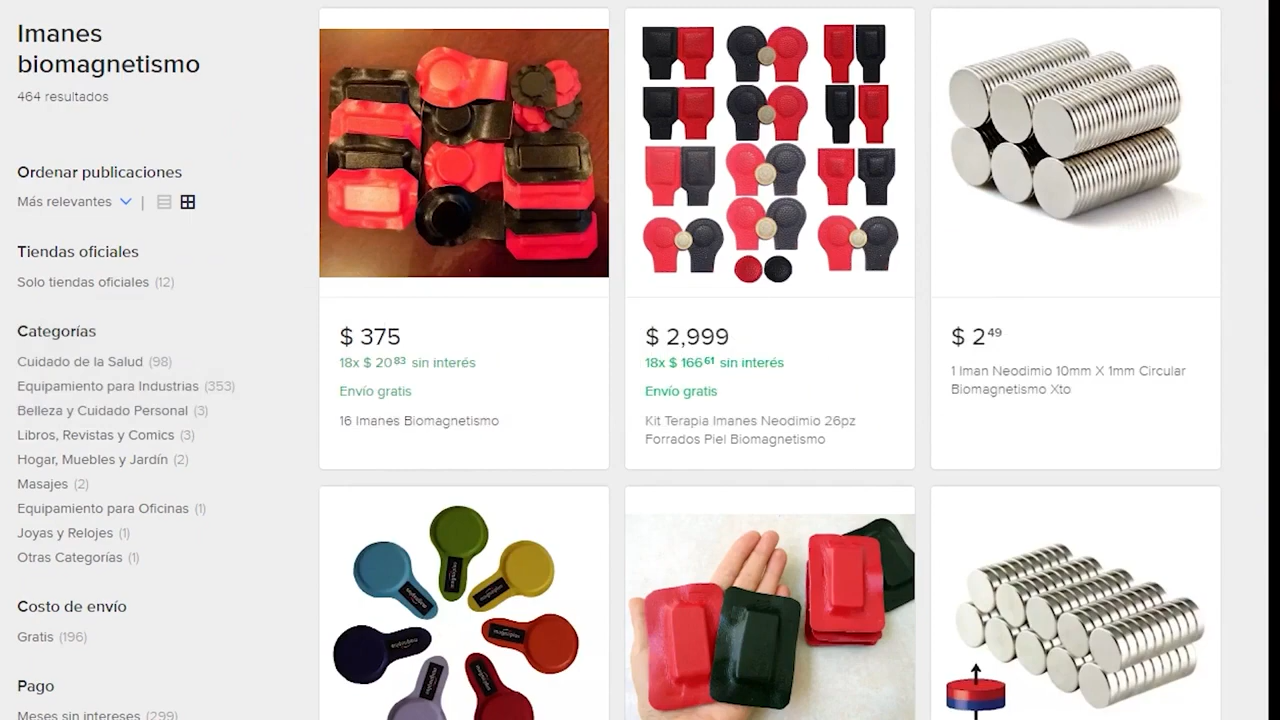 Imanes
biomagnetismo
464 resultados
Ordenar publicaciones
Más relevantes
Tiendas oficiales
Solo tiendas oficiales (12)
Categorías
Cuidado de la Salud (98)
Equipamiento para Industrias (353)
Belleza y Cuidado Personal (3)
Libros, Revistas y Comics (3)
Hogar, Muebles y Jardín (2)
Masajes (2)
Equipamiento para Oficinas (1)
Joyas y Relojes (1)
Otras Categorías (1)
Costo de envío
Gratis (196)
Pago
Meses sin intereses (299)
$ 375
18x $ 20 83 sin interés
Envío gratis
16 Imanes Biomagnetismo
$ 2,999
18x $ 166 61 sin interés
Envío gratis
Kit Terapia Imanes Neodimio 26pz
Forrados Piel Biomagnetismo
$ 2 49
1 Iman Neodimio 10mm X 1mm Circular
Biomagnetismo Xto